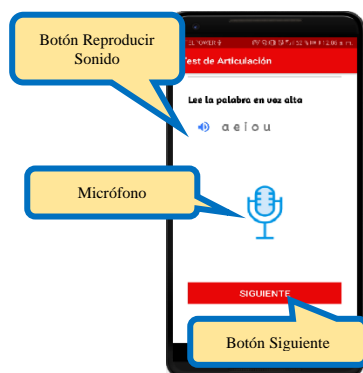 Botón Reproducir
Sonido
Test de Articulación
Lee la palabra en voz alta
a e i o u
Micrófono
SIGUIENTE
Botón Siguiente